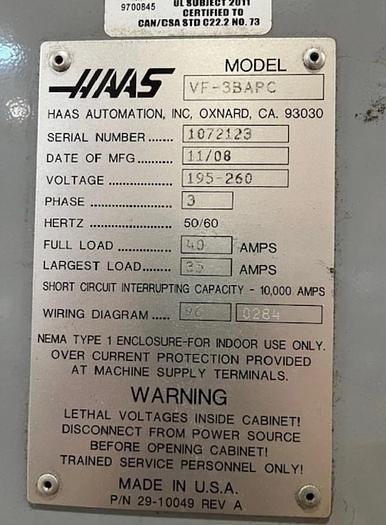 9700845 UL SUBJECT 2011
CERTIFIED TO
CAN/CSA STD C22.2 NO. 73
HAAS MODEL VF-3BAPC
HAAS AUTOMATION, INC, OXNARD, CA. 93030
SERIAL NUMBER ........ 1072123
DATE OF MFG ........... 11/08
VOLTAGE .................. 195-260
PHASE ...................... 3
HERTZ 50/60
FULL LOAD ............... 40 AMPS
LARGEST LOAD ........ 35 AMPS
SHORT CIRCUIT INTERRUPTING CAPACITY - 10,000 AMPS
WIRING DIAGRAM ..... 96 0284
NEMA TYPE 1 ENCLOSURE-FOR INDOOR USE ONLY.
OVER CURRENT PROTECTION PROVIDED
AT MACHINE SUPPLY TERMINALS.
WARNING
LETHAL VOLTAGES INSIDE CABINET!
DISCONNECT FROM POWER SOURCE
BEFORE OPENING CABINET!
TRAINED SERVICE PERSONNEL ONLY!
MADE IN U.S.A.
P/N 29-10049 REV A